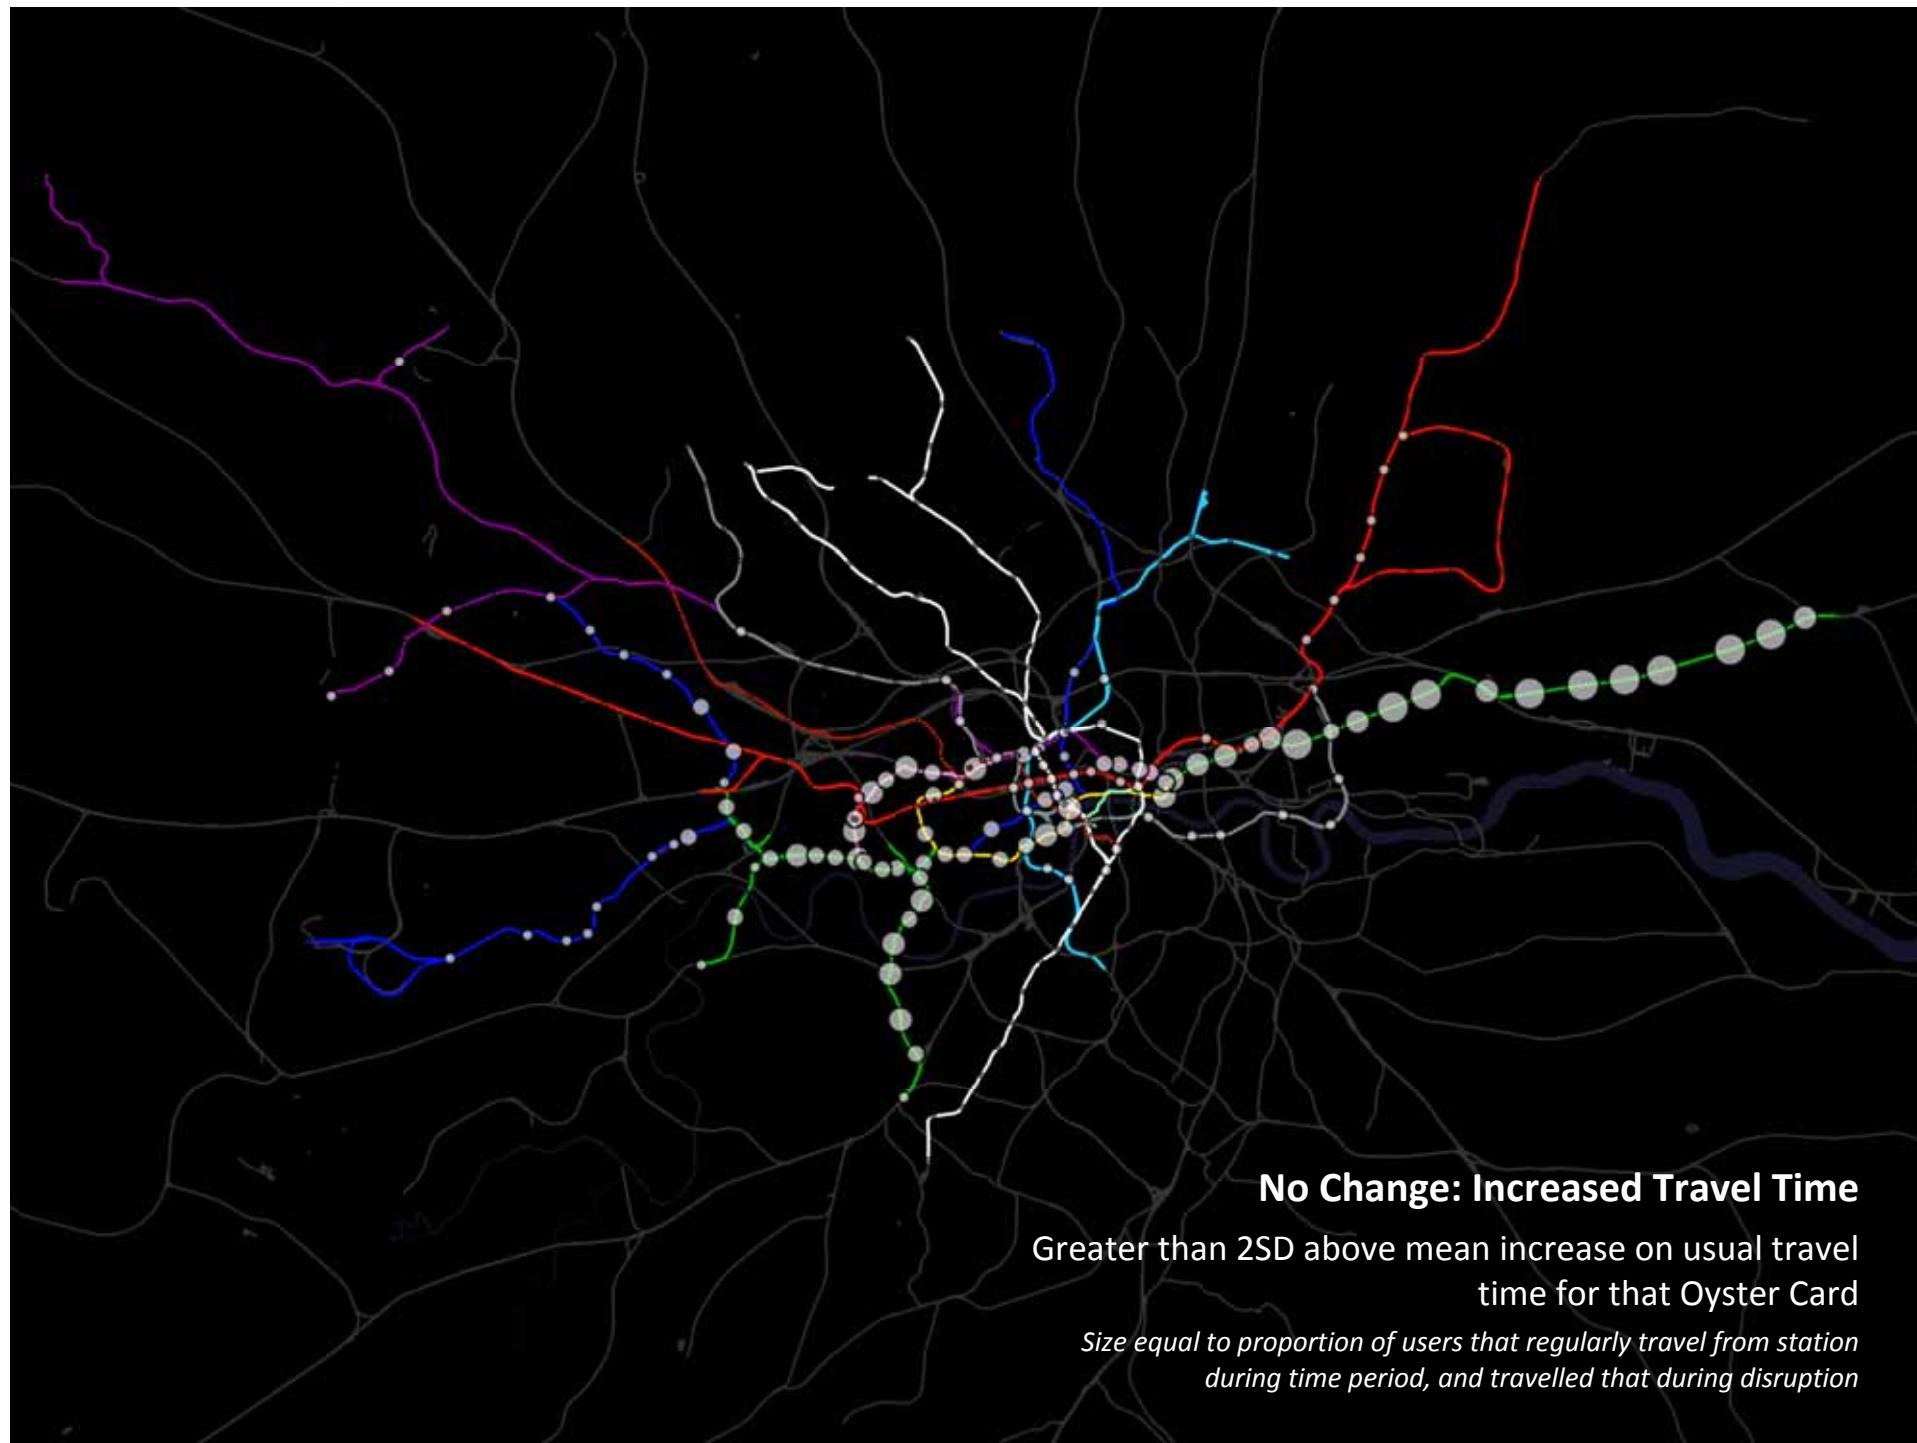 No Change: Increased Travel Time
Greater than 2SD above mean increase on usual travel
time for that Oyster Card
Size equal to proportion of users that regularly travel from station
during time period, and travelled that during disruption